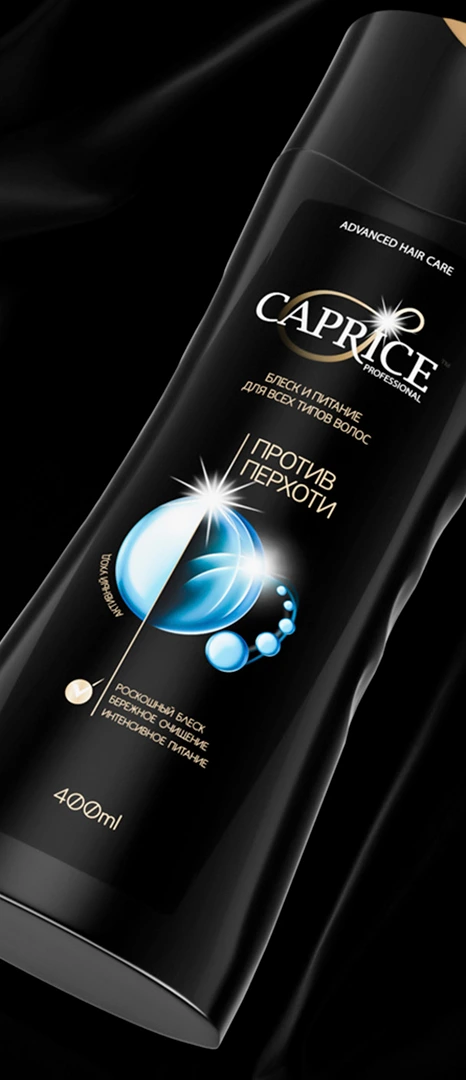 ADVANCED HAIR CARE
CAPRICE
PROFESSIONAL
™
БЛЕСК И ПИТАНИЕ
ДЛЯ ВСЕХ ТИПОВ ВОЛОС
ПРОТИВ
ПЕРХОТИ
АКТИВНЫЙ УХОД
РОСКОШНЫЙ БЛЕСК
БЕРЕЖНОЕ ОЧИЩЕНИЕ
ИНТЕНСИВНОЕ ПИТАНИЕ
400ml